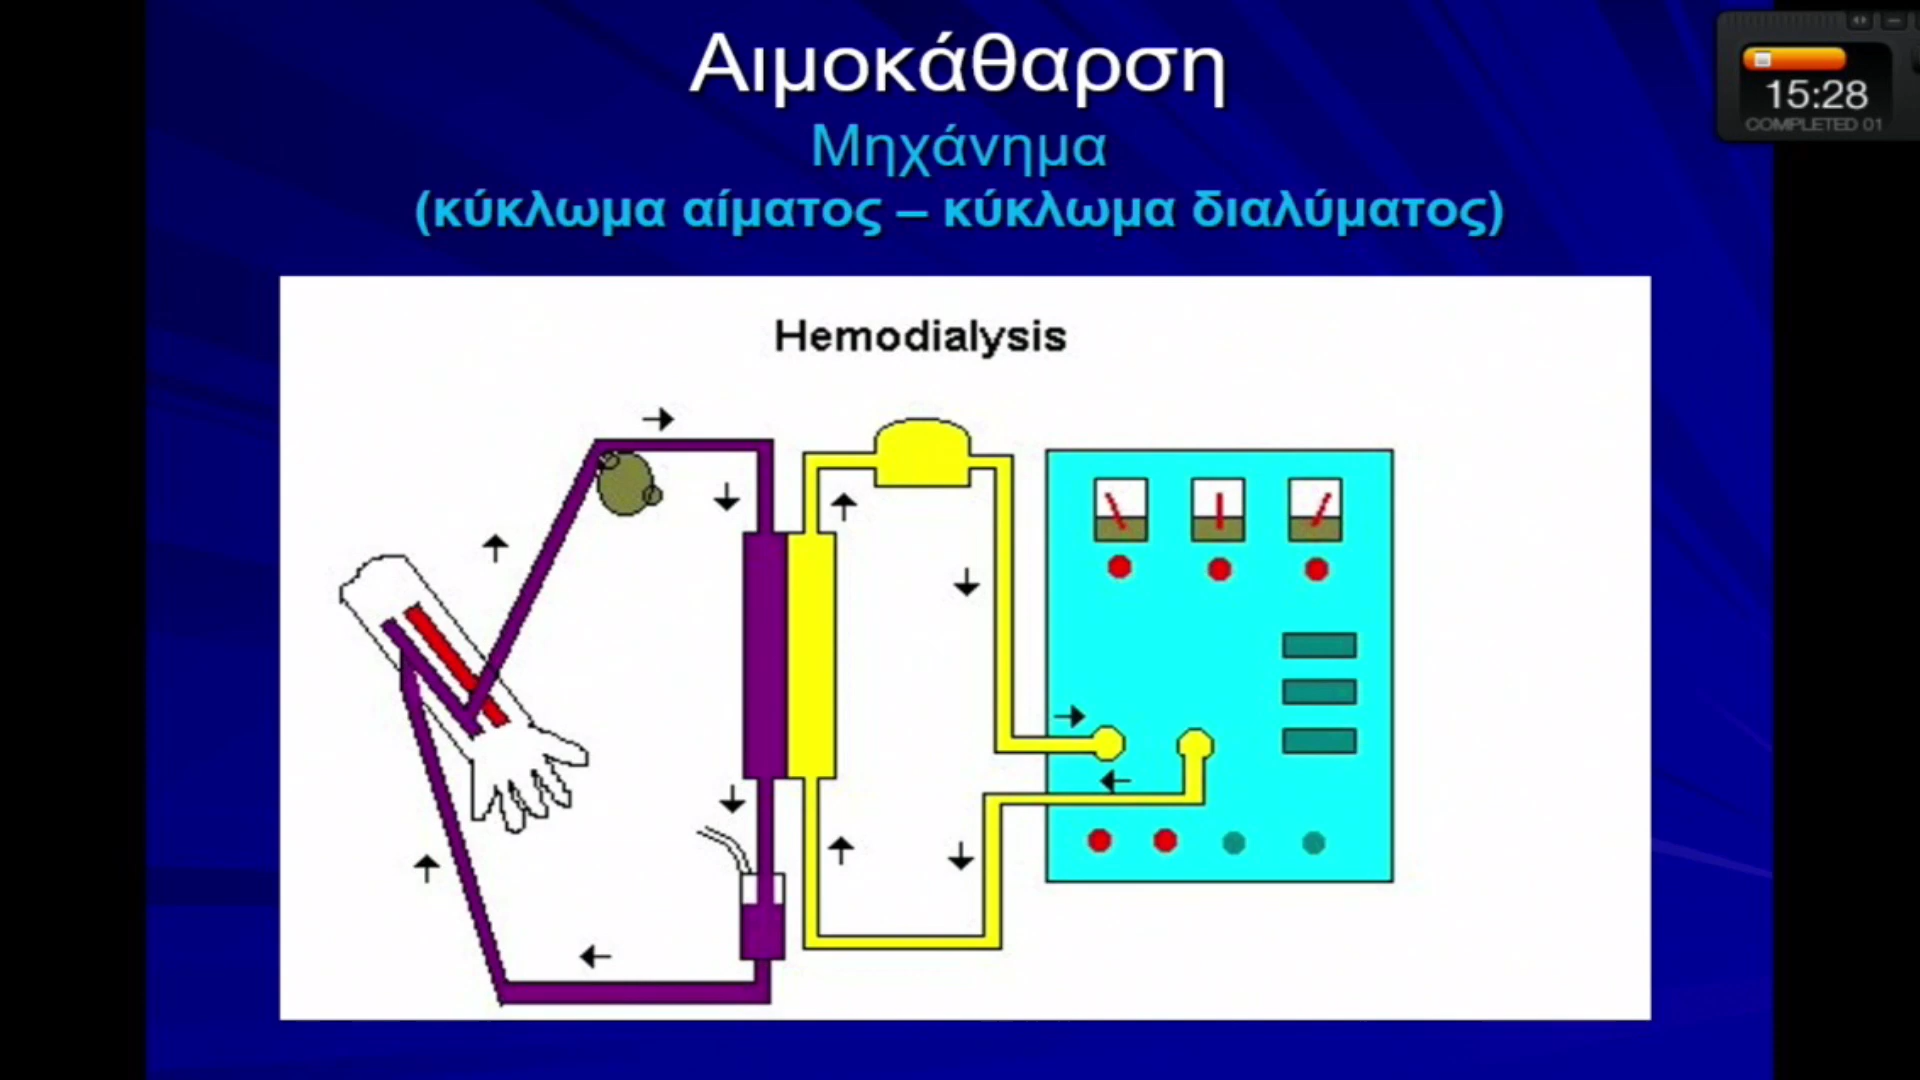 Αιμοκάθαρση
Μηχάνημα
(κύκλωμα αίματος – κύκλωμα διαλύματος)
Hemodialysis
15:28
COMPLETED 01